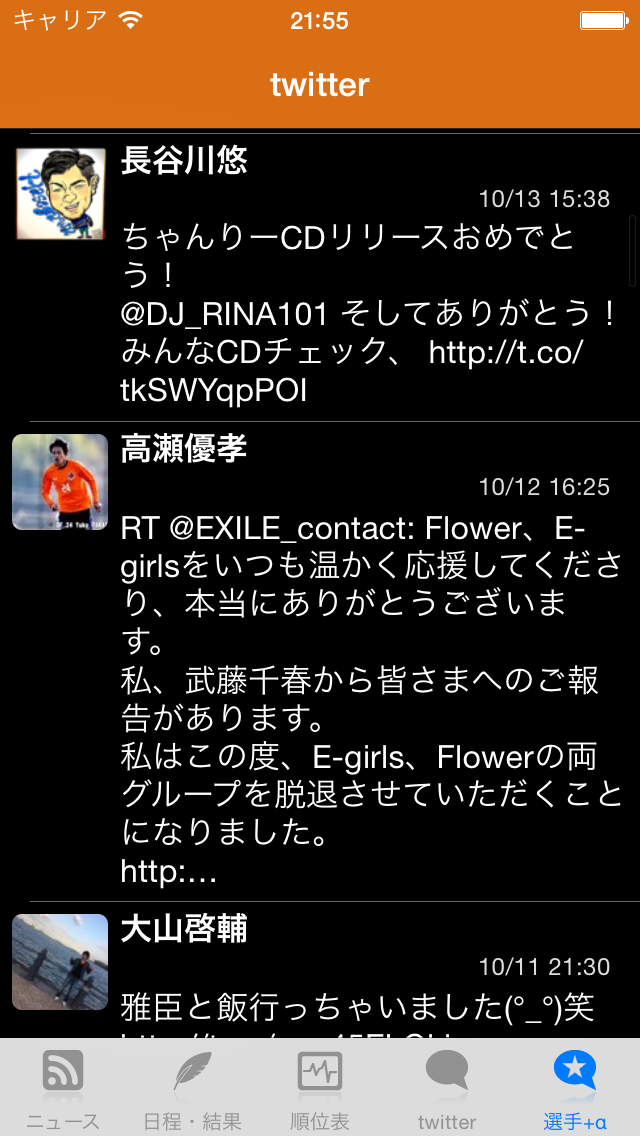 キャリア 21:55
twitter
長谷川悠
10/13 15:38
ちゃんりーCDリリースおめでと
う！
@DJ_RINA101 そしてありがとう！
みんなCDチェック、 http://t.co/
tkSWYqpPOI
高瀬優孝
10/12 16:25
RT @EXILE_contact: Flower、E-
girlsをいつも温かく応援してくださ
り、本当にありがとうございま
す。
私、武藤千春から皆さまへのご報
告があります。
私はこの度、E-girls、Flowerの両
グループを脱退させていただくこと
になりました。
http:…
大山啓輔
10/11 21:30
雅臣と飯行っちゃいました(°_°)笑
ニュース 日程・結果 順位表 twitter 選手+α